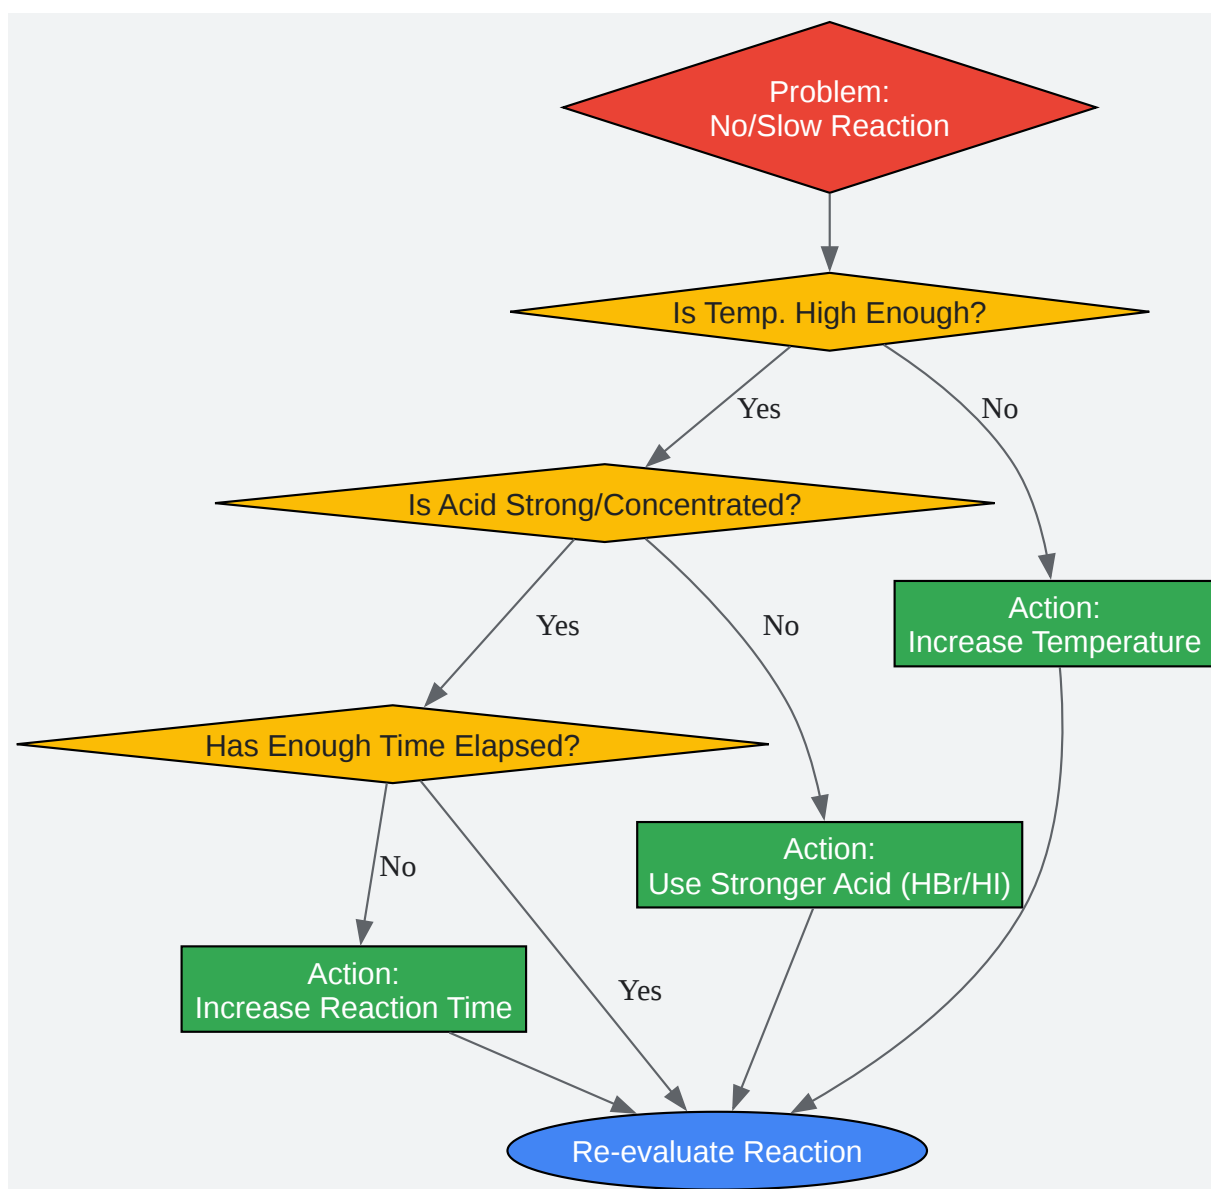 Problem:
No/Slow Reaction
Is Temp. High Enough?
Yes
No
Is Acid Strong/Concentrated?
Yes
No
Action:
Increase Temperature
Has Enough Time Elapsed?
No
Action:
Use Stronger Acid (HBr/HI)
Action:
Increase Reaction Time
Yes
Re-evaluate Reaction